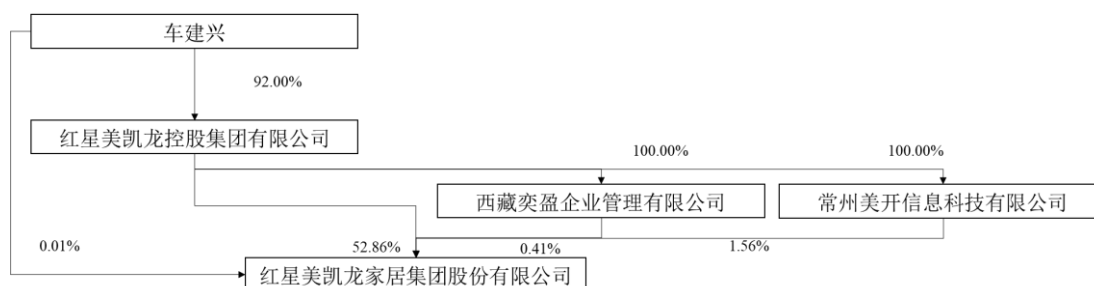 车建兴
92.00%
红星美凯龙控股集团有限公司
100.00%
100.00%
西藏奕盈企业管理有限公司
常州美开信息科技有限公司
0.01%
52.86%
0.41%
1.56%
红星美凯龙家居集团股份有限公司